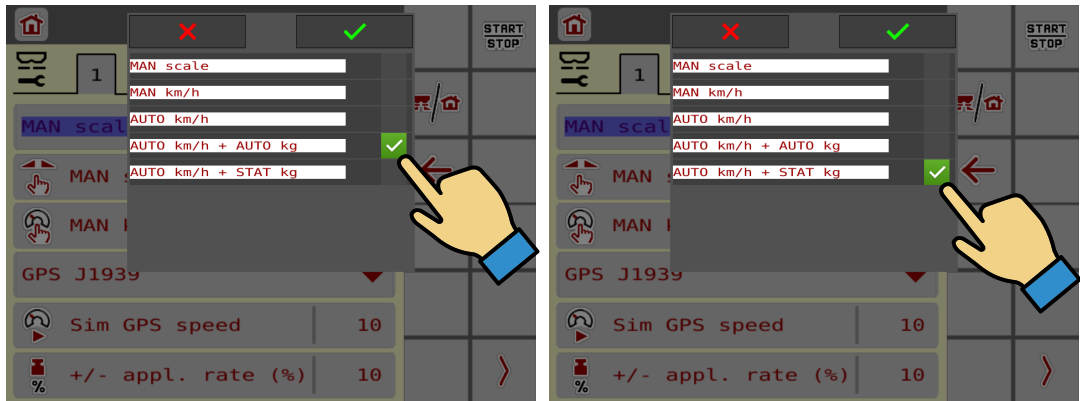 START
STOP
1
MAN scale
MAN km/h
AUTO km/h
AUTO km/h + AUTO kg
AUTO km/h + STAT kg
MAN scal
MAN
MAN
GPS J1939
Sim GPS speed 10
% +/- appl. rate (%) 10
START
STOP
1
MAN scale
MAN km/h
AUTO km/h
AUTO km/h + AUTO kg
AUTO km/h + STAT kg
MAN scal
MAN
MAN
GPS J1939
Sim GPS speed 10
% +/- appl. rate (%) 10